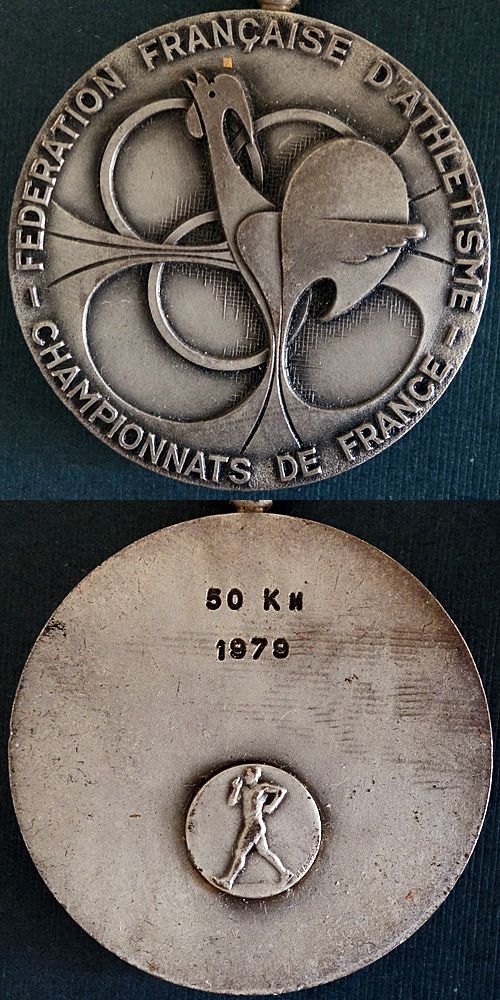 FEDERATION FRANÇAISE D'ATHLETISME
- CHAMPIONNATS DE FRANCE -
50 KM
1979